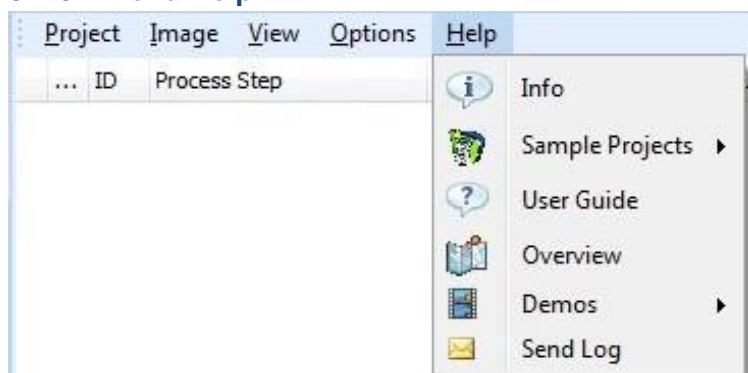 Project Image View Options Help
... ID Process Step
Info
Sample Projects
User Guide
Overview
Demos
Send Log